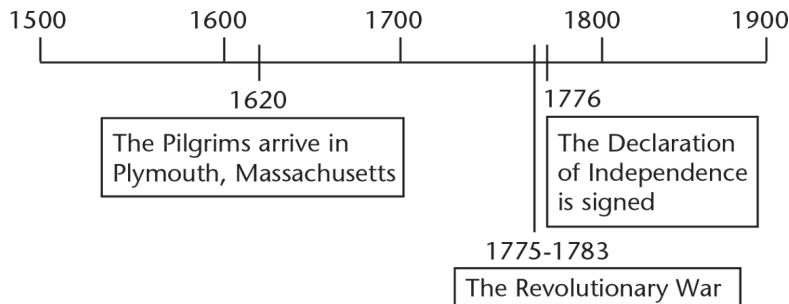 1500 1600 1700 1800 1900
1620
The Pilgrims arrive in
Plymouth, Massachusetts
1776
The Declaration
of Independence
is signed
1775-1783
The Revolutionary War